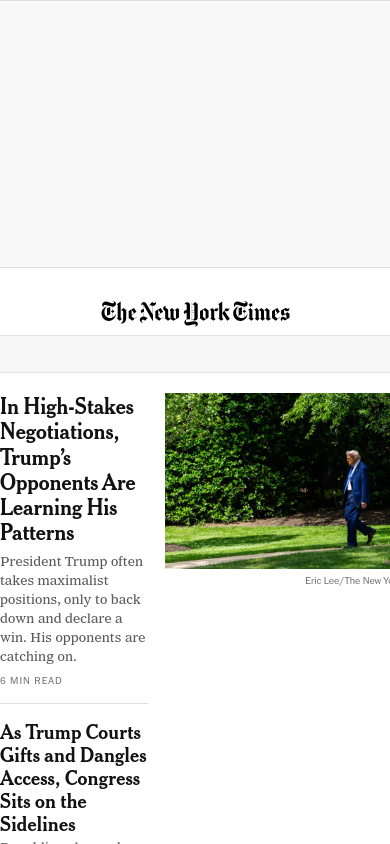 The New York Times
In High-Stakes
Negotiations,
Trump’s
Opponents Are
Learning His
Patterns
President Trump often
takes maximalist
positions, only to back
down and declare a
win. His opponents are
catching on.
6 MIN READ
Eric Lee/The New
As Trump Courts
Gifts and Dangles
Access, Congress
Sits on the
Sidelines